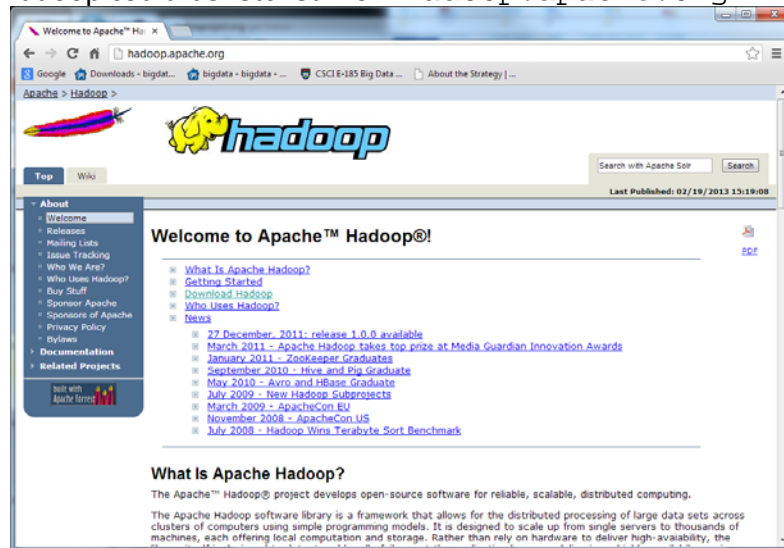 Welcome to Apache™ Ha
hadoop.apache.org
Google Downloads - bigdat... bigdata - bigdata - ... CSCI E-185 Big Data ... About the Strategy | ...
Apache > Hadoop >
hadoop
Top Wiki
Search with Apache Solr Search
Last Published: 02/19/2013 15:19:08
About
Welcome
Releases
Mailing Lists
Issue Tracking
Who We Are?
Who Uses Hadoop?
Buy Stuff
Sponsor Apache
Sponsors of Apache
Privacy Policy
Bylaws
Documentation
Related Projects
built with
Apache Forrest
Welcome to Apache™ Hadoop®!
PDF
What Is Apache Hadoop?
Getting Started
Download Hadoop
Who Uses Hadoop?
News
27 December, 2011: release 1.0.0 available
March 2011 - Apache Hadoop takes top prize at Media Guardian Innovation Awards
January 2011 - ZooKeeper Graduates
September 2010 - Hive and Pig Graduate
May 2010 - Avro and HBase Graduate
July 2009 - New Hadoop Subprojects
March 2009 - ApacheCon EU
November 2008 - ApacheCon US
July 2008 - Hadoop Wins Terabyte Sort Benchmark
What Is Apache Hadoop?
The Apache™ Hadoop® project develops open-source software for reliable, scalable, distributed computing.
The Apache Hadoop software library is a framework that allows for the distributed processing of large data sets across
clusters of computers using simple programming models. It is designed to scale up from single servers to thousands of
machines, each offering local computation and storage. Rather than rely on hardware to deliver high-avaiability, the